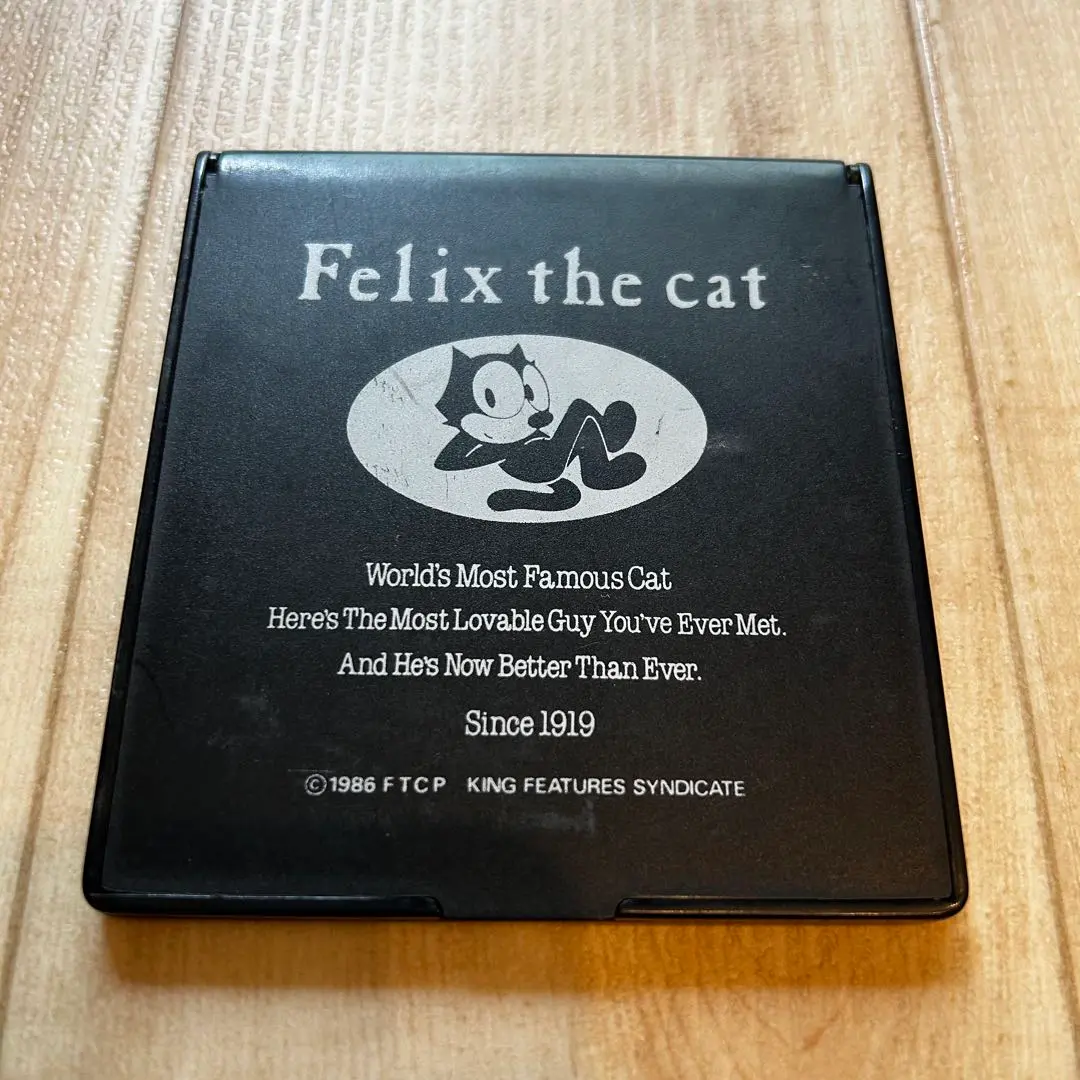 Felix the cat
World's Most Famous Cat
Here's The Most Lovable Guy You've Ever Met.
And He's Now Better Than Ever.
Since 1919
©1986 FTCP KING FEATURES SYNDICATE